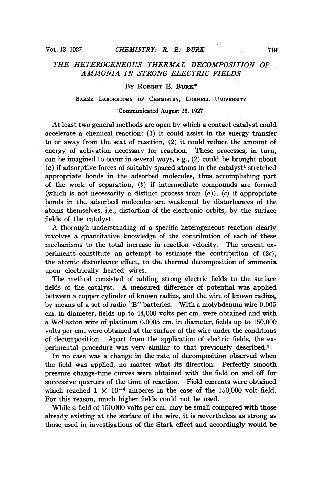 VOL. 13, 1927 CHEMISTRY: R. E. BURK 719
THE HETEROGENEOUS THERMAL DECOMPOSITION OF
AMMONIA IN STRONG ELECTRIC FIELDS
BY ROBERT E. BURK*
BAKER LABORATORY OF CHEMISTRY, CORNELL UNIVERSITY
Communicated August 25, 1927
At least two general methods are open by which a contact catalyst could
accelerate a chemical reaction: (1) it could assist in the energy transfer
to or away from the seat of reaction, (2) it could reduce the amount of
energy of activation necessary for reaction. These processes, in turn,
can be imagined to occur in several ways, e.g., (2) could be brought about
(a) if adsorptive forces of suitably spaced atoms in the catalyst¹ stretched
appropriate bonds in the adsorbed molecules, thus accomplishing part
of the work of separation, (b) if intermediate compounds are formed
(which is not necessarily a distinct process from (a)), (c) if appropriate
bonds in the adsorbed molecules are weakened by disturbances of the
atoms themselves, i.e., distortion of the electronic orbits, by the surface
fields of the catalyst.
A thorough understanding of a specific heterogeneous reaction clearly
involves a quantitative knowledge of the contribution of each of these
mechanisms to the total increase in reaction velocity. The present ex-
periments constitute an attempt to estimate the contribution of (2c),
the atomic disturbance effect, to the thermal decomposition of ammonia
upon electrically heated wires.
The method consisted of adding strong electric fields to the surface
fields of the catalyst. A measured difference of potential was applied
between a copper cylinder of known radius, and the wire of known radius,
by means of a set of radio "B" batteries. With a molybdenum wire 0.005
cm. in diameter, fields up to 44,000 volts per cm. were obtained and with
a Wollaston wire of platinum 0.0005 cm. in diameter, fields up to 150,000
volts per cm. were obtained at the surface of the wire under the conditions
of decomposition. Apart from the application of electric fields, the ex-
perimental procedure was very similar to that previously described.²
In no case was a change in the rate of decomposition observed when
the field was applied, no matter what its direction. Perfectly smooth
pressure change-time curves were obtained with the field on and off for
successive quarters of the time of reaction. Field currents were obtained
which reached 1 × 10⁻⁴ amperes in the case of the 150,000 volt field.
For this reason, much higher fields could not be used.
While a field of 150,000 volts per cm. may be small compared with those
already existing at the surface of the wire, it is nevertheless as strong as
those used in investigations of the Stark effect and accordingly would be